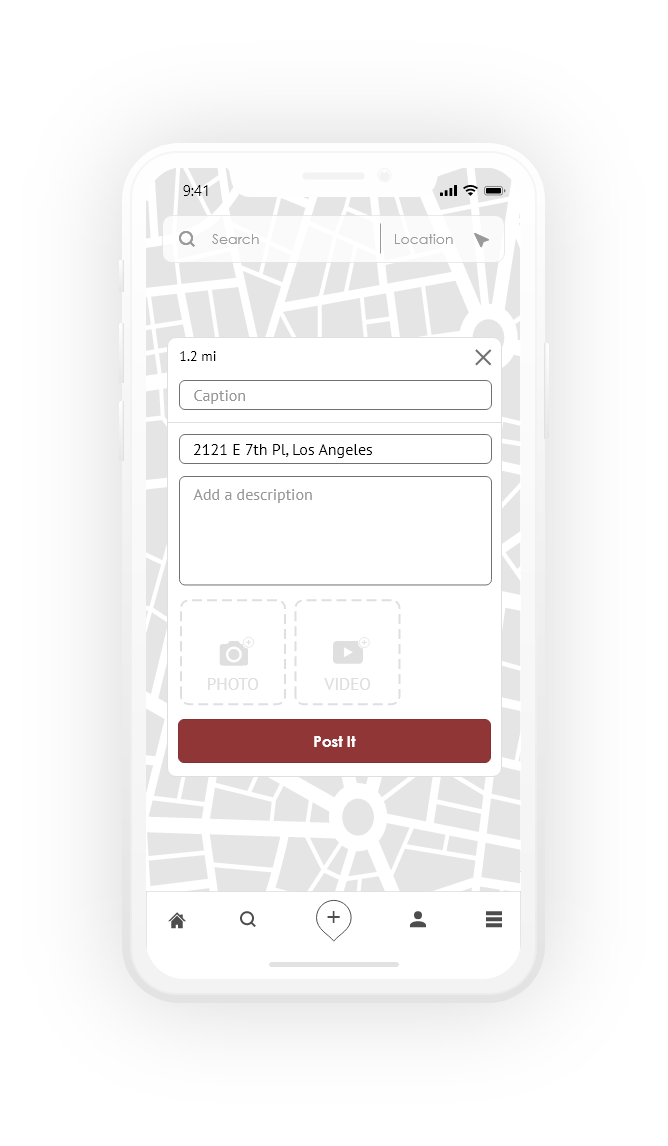 9:41
Search Location
1.2 mi
Caption
2121 E 7th Pl, Los Angeles
Add a description
PHOTO VIDEO
Post It